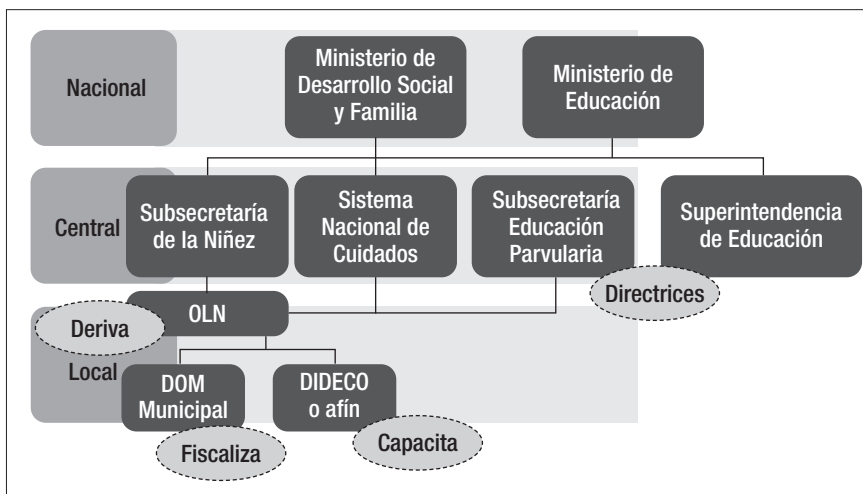 Nacional
Ministerio de
Desarrollo Social
y Familia
Ministerio de
Educación
Central
Subsecretaría
de la Niñez
Sistema
Nacional de
Cuidados
Subsecretaría
Educación
Parvularia
Superintendencia
de Educación
Directrices
Local
OLN
Deriva
DOM
Municipal
DIDECO
o afín
Fiscaliza
Capacita